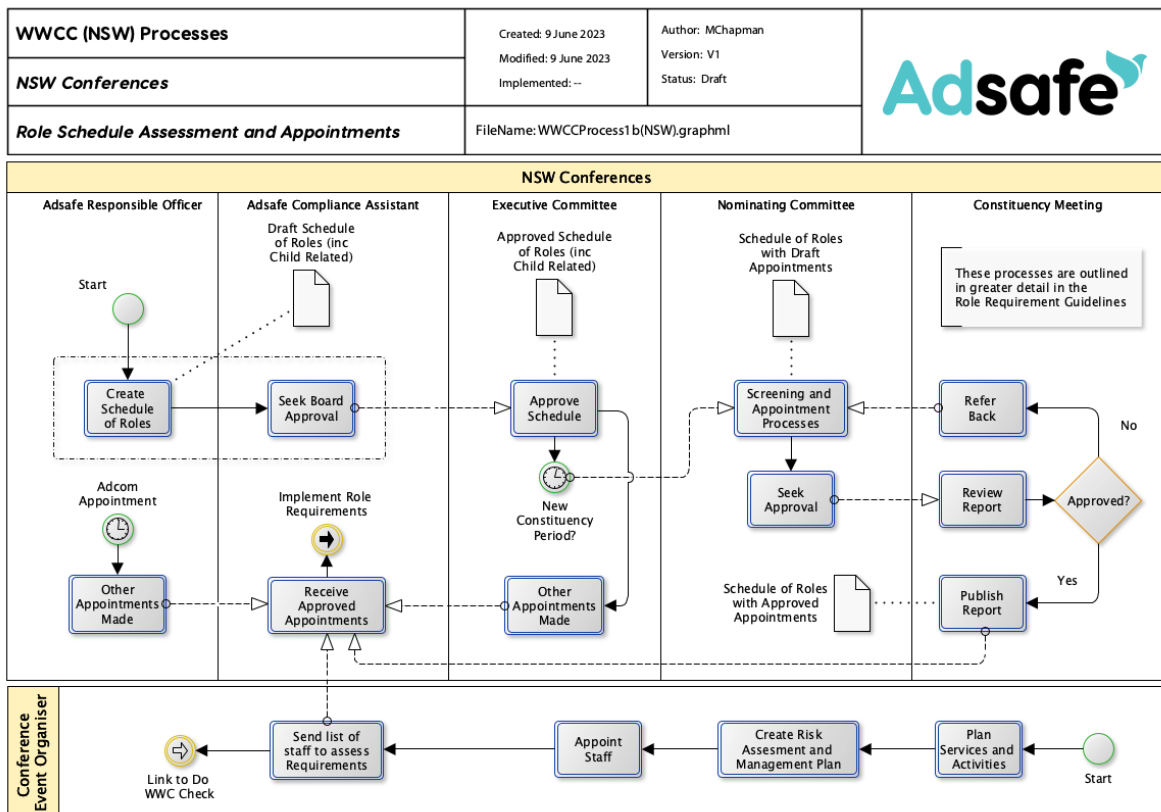 WWCC (NSW) Processes
NSW Conferences
Role Schedule Assessment and Appointments
Created: 9 June 2023
Modified: 9 June 2023
Implemented: --
Author: MChapman
Version: V1
Status: Draft
FileName: WWCCProcess1b(NSW).graphml
Adsafe
NSW Conferences
Adsafe Responsible Officer
Adsafe Compliance Assistant
Executive Committee
Nominating Committee
Constituency Meeting
Draft Schedule
of Roles (inc
Child Related)
Approved Schedule
of Roles (inc
Child Related)
Schedule of Roles
with Draft
Appointments
These processes are outlined
in greater detail in the
Role Requirement Guidelines
Start
Create
Schedule
of Roles
Seek Board
Approval
Approve
Schedule
Screening and
Appointment
Processes
Refer
Back
No
Adcom
Appointment
Implement Role
Requirements
New
Constituency
Period?
Seek
Approval
Review
Report
Approved?
Other
Appointments
Made
Receive
Approved
Appointments
Other
Appointments
Made
Schedule of Roles
with Approved
Appointments
Publish
Report
Yes
Conference
Event Organiser
Link to Do
WWC Check
Send list of
staff to assess
Requirements
Appoint
Staff
Create Risk
Assesment and
Management Plan
Plan
Services and
Activities
Start